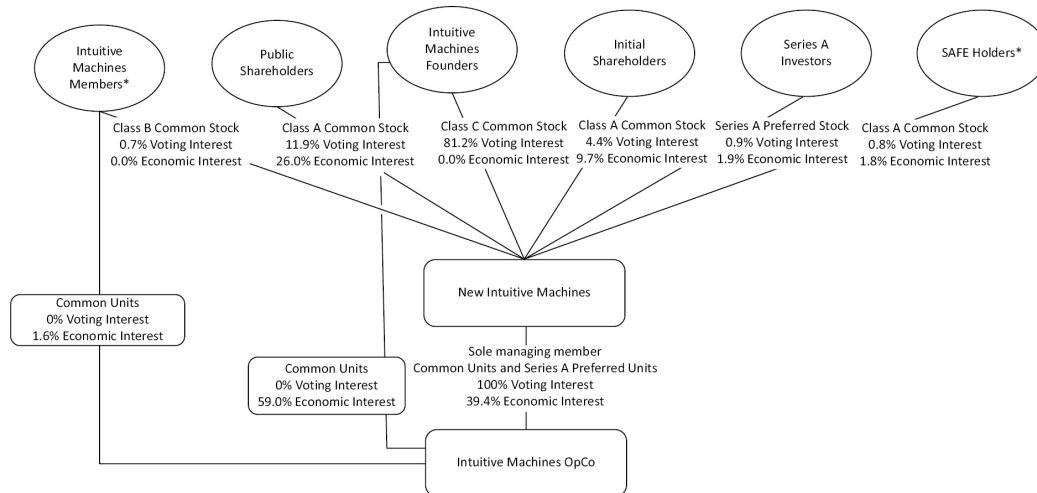 Intuitive
Machines
Members*
Public
Shareholders
Intuitive
Machines
Founders
Initial
Shareholders
Series A
Investors
SAFE Holders*
Class B Common Stock
0.7% Voting Interest
0.0% Economic Interest
Class A Common Stock
11.9% Voting Interest
26.0% Economic Interest
Class C Common Stock
81.2% Voting Interest
0.0% Economic Interest
Class A Common Stock
4.4% Voting Interest
9.7% Economic Interest
Series A Preferred Stock
0.9% Voting Interest
1.9% Economic Interest
Class A Common Stock
0.8% Voting Interest
1.8% Economic Interest
New Intuitive Machines
Common Units
0% Voting Interest
1.6% Economic Interest
Common Units
0% Voting Interest
59.0% Economic Interest
Sole managing member
Common Units and Series A Preferred Units
100% Voting Interest
39.4% Economic Interest
Intuitive Machines OpCo